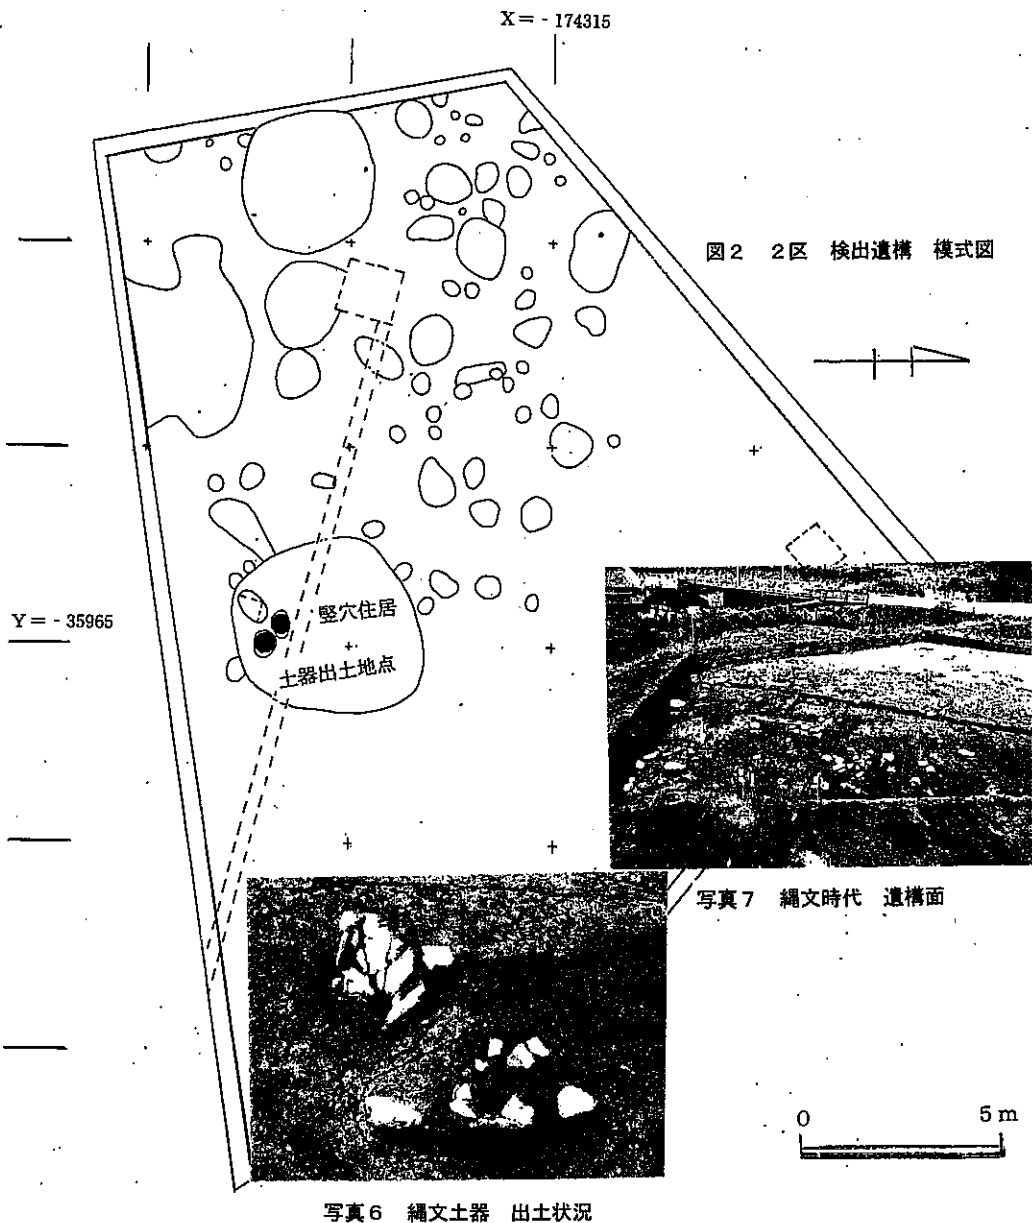 X = - 174315
図2 2区 検出遺構 模式図
Y = - 35965
竪穴住居
土器出土地点
写真7 縄文時代 遺構面
0 5 m
写真6 縄文土器 出土状況